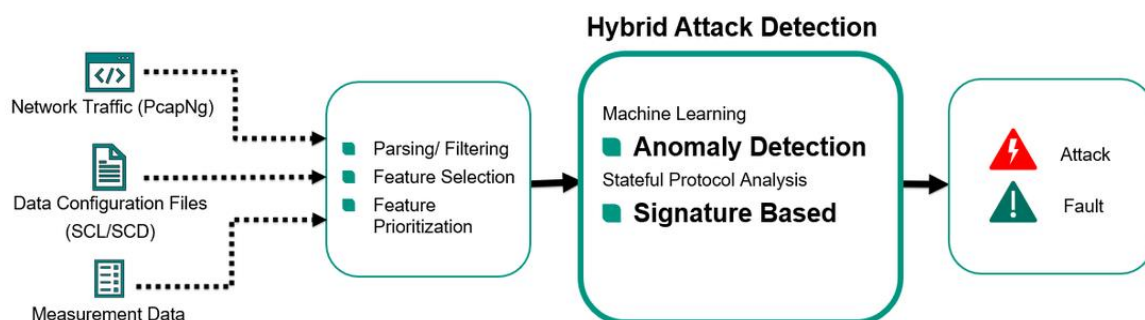 Hybrid Attack Detection
</>
Network Traffic (PcapNg)
Data Configuration Files
(SCL/SCD)
Measurement Data
Parsing/ Filtering
Feature Selection
Feature
Prioritization
Machine Learning
Anomaly Detection
Stateful Protocol Analysis
Signature Based
Attack
Fault